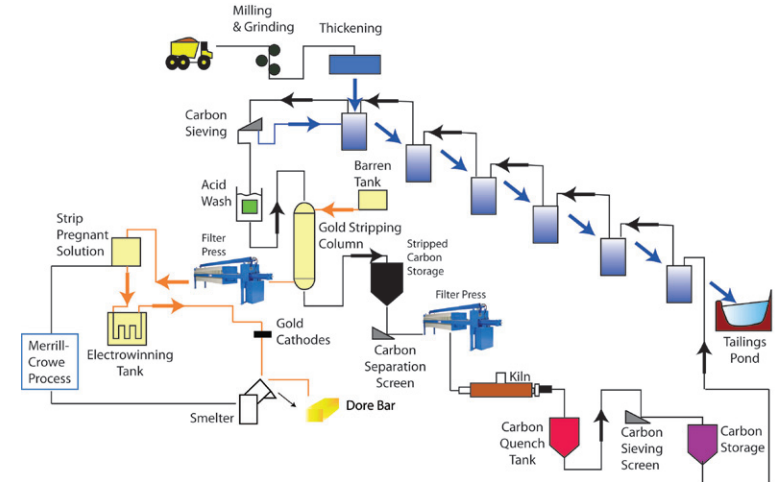 Milling
& Grinding
Thickening
Carbon
Sieving
Acid
Wash
Barren
Tank
Gold Stripping
Column
Strip
Pregnant
Solution
Filter
Press
Stripped
Carbon
Storage
Filter Press
Merrill-
Crowe
Process
Electrowinning
Tank
Gold
Cathodes
Carbon
Separation
Screen
Tailings
Pond
Smelter
Dore Bar
Kiln
Carbon
Quench
Tank
Carbon
Sieving
Screen
Carbon
Storage